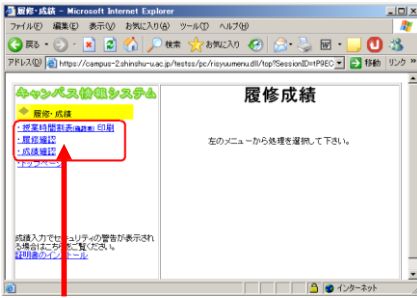 履修・成績 - Microsoft Internet Explorer
ファイル(F) 編集(E) 表示(V) お気に入り(A) ツール(T) ヘルプ(H)
戻る 検索 お気に入り
アドレス(D) https://campus-2.shinshu-u.ac.jp/testss/pc/risyuumenu.dll/top?SessionID=tP9EC 移動 リンク »
キャンパス情報システム
履修・成績
・授業時間割表(確認表)印刷
・履修確認
・成績確認
・トップページ
成績入力でセキュリティの警告が表示され
る場合はこちらをご覧ください。
証明書のインストール
履修成績
左のメニューから処理を選択して下さい。
インターネット